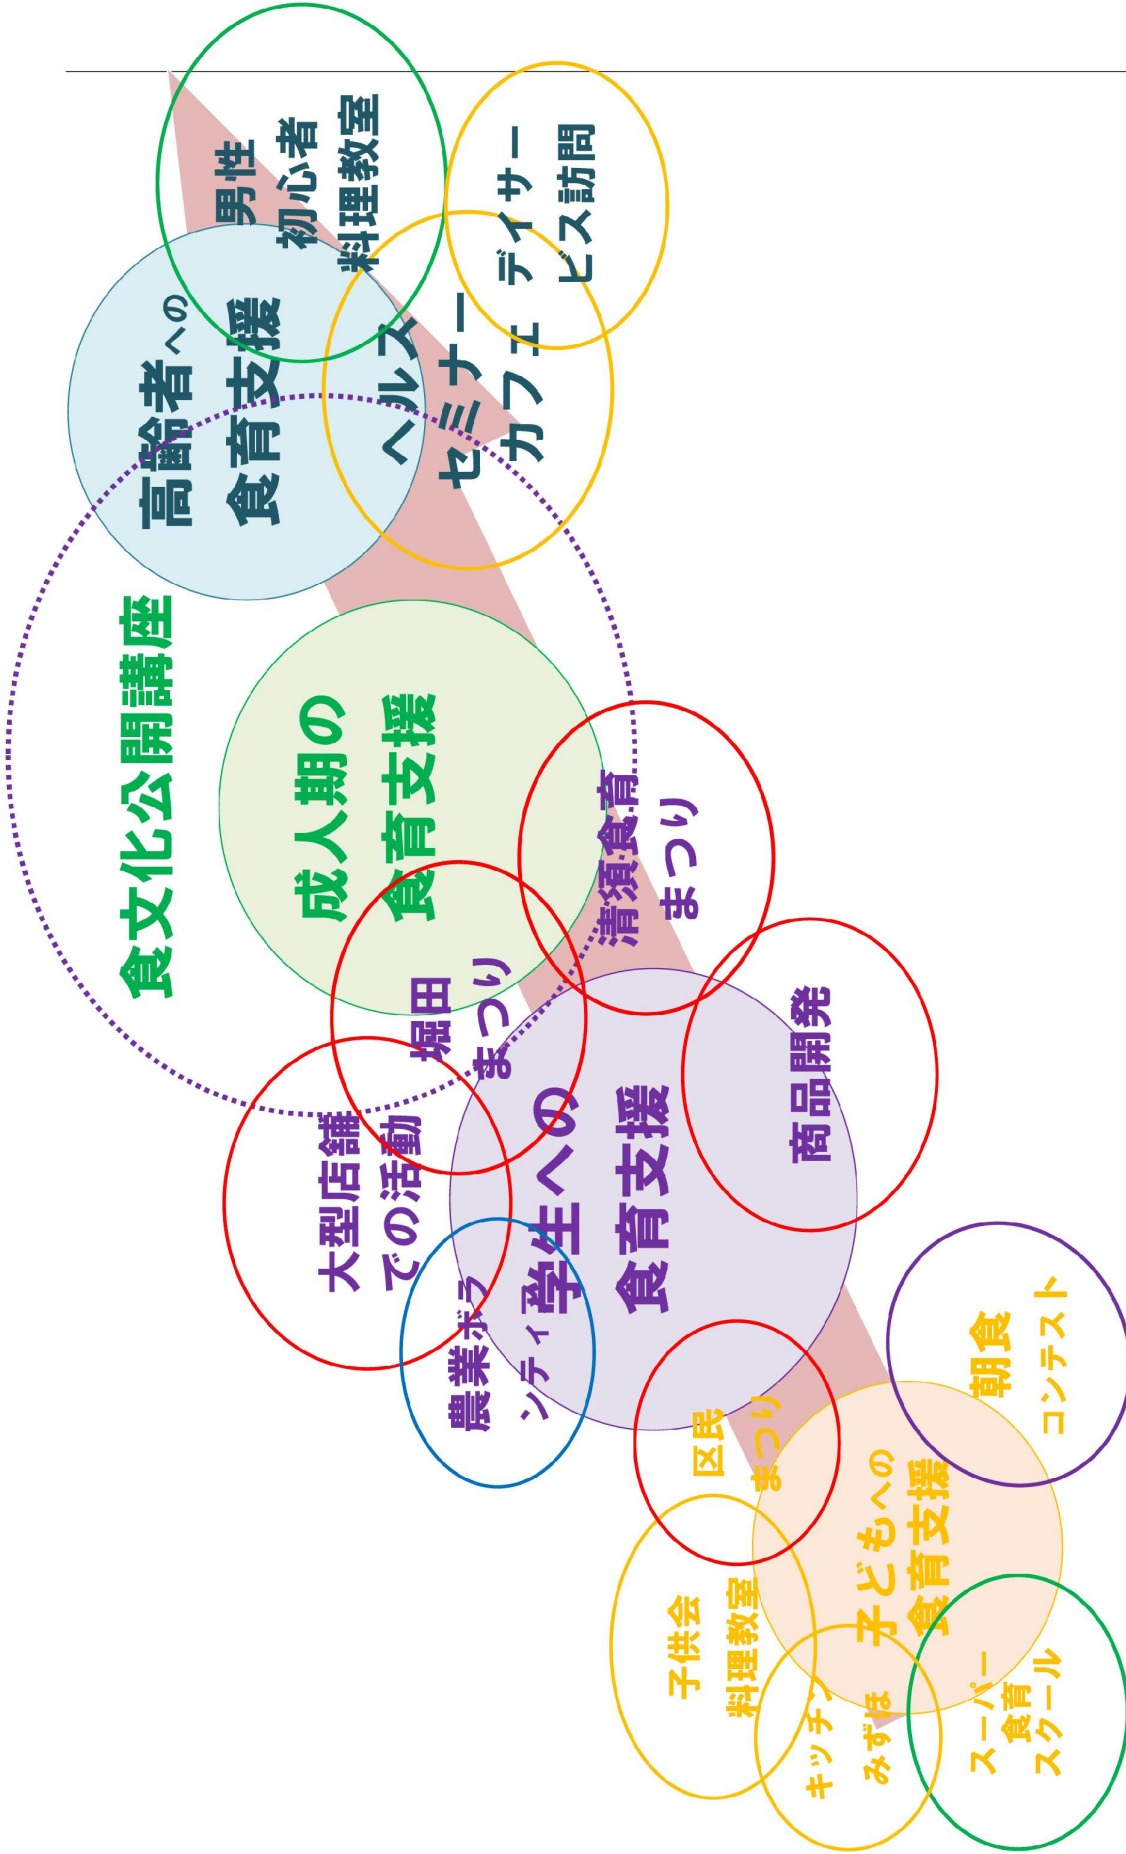 食文化公開講座
高齢者への
食育支援
男性
初心者
料理教室
成人期の
食育支援
大型店舗
での活動
堀田
まつり
ヘルス
セミナー
カフェ
ディサー
ビス訪問
農業ボラ
ンティア
学生への
食育支援
清須食育
まつり
商品開発
子供会
料理教室
区民
まつり
キッチン
みずほ
子どもへの
食育支援
朝食
コンテスト
スーパー
食育
スクール